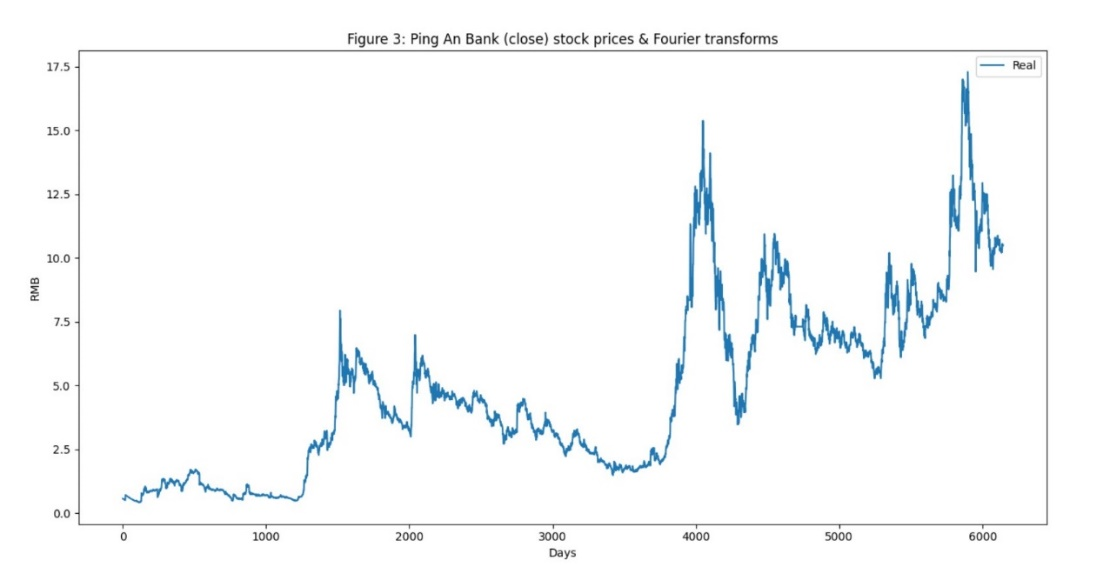 Figure 3: Ping An Bank (close) stock prices & Fourier transforms
Real
17.5
15.0
12.5
10.0
7.5
5.0
2.5
0.0
RMB
0 1000 2000 3000 4000 5000 6000
Days